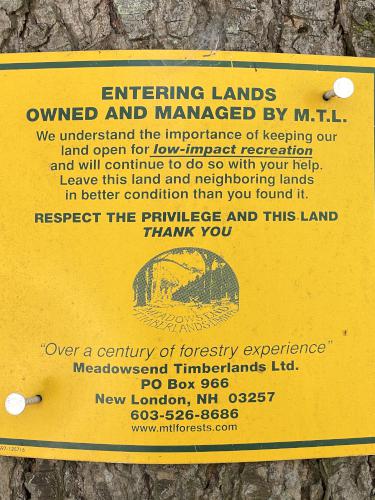 ENTERING LANDS
OWNED AND MANAGED BY M.T.L.
We understand the importance of keeping our
land open for low-impact recreation
and will continue to do so with your help.
Leave this land and neighboring lands
in better condition than you found it.
RESPECT THE PRIVILEGE AND THIS LAND
THANK YOU
MEADOWSEND
TIMBERLANDS LIMITED
"Over a century of forestry experience"
Meadowsend Timberlands Ltd.
PO Box 966
New London, NH 03257
603-526-8686
www.mtlforests.com